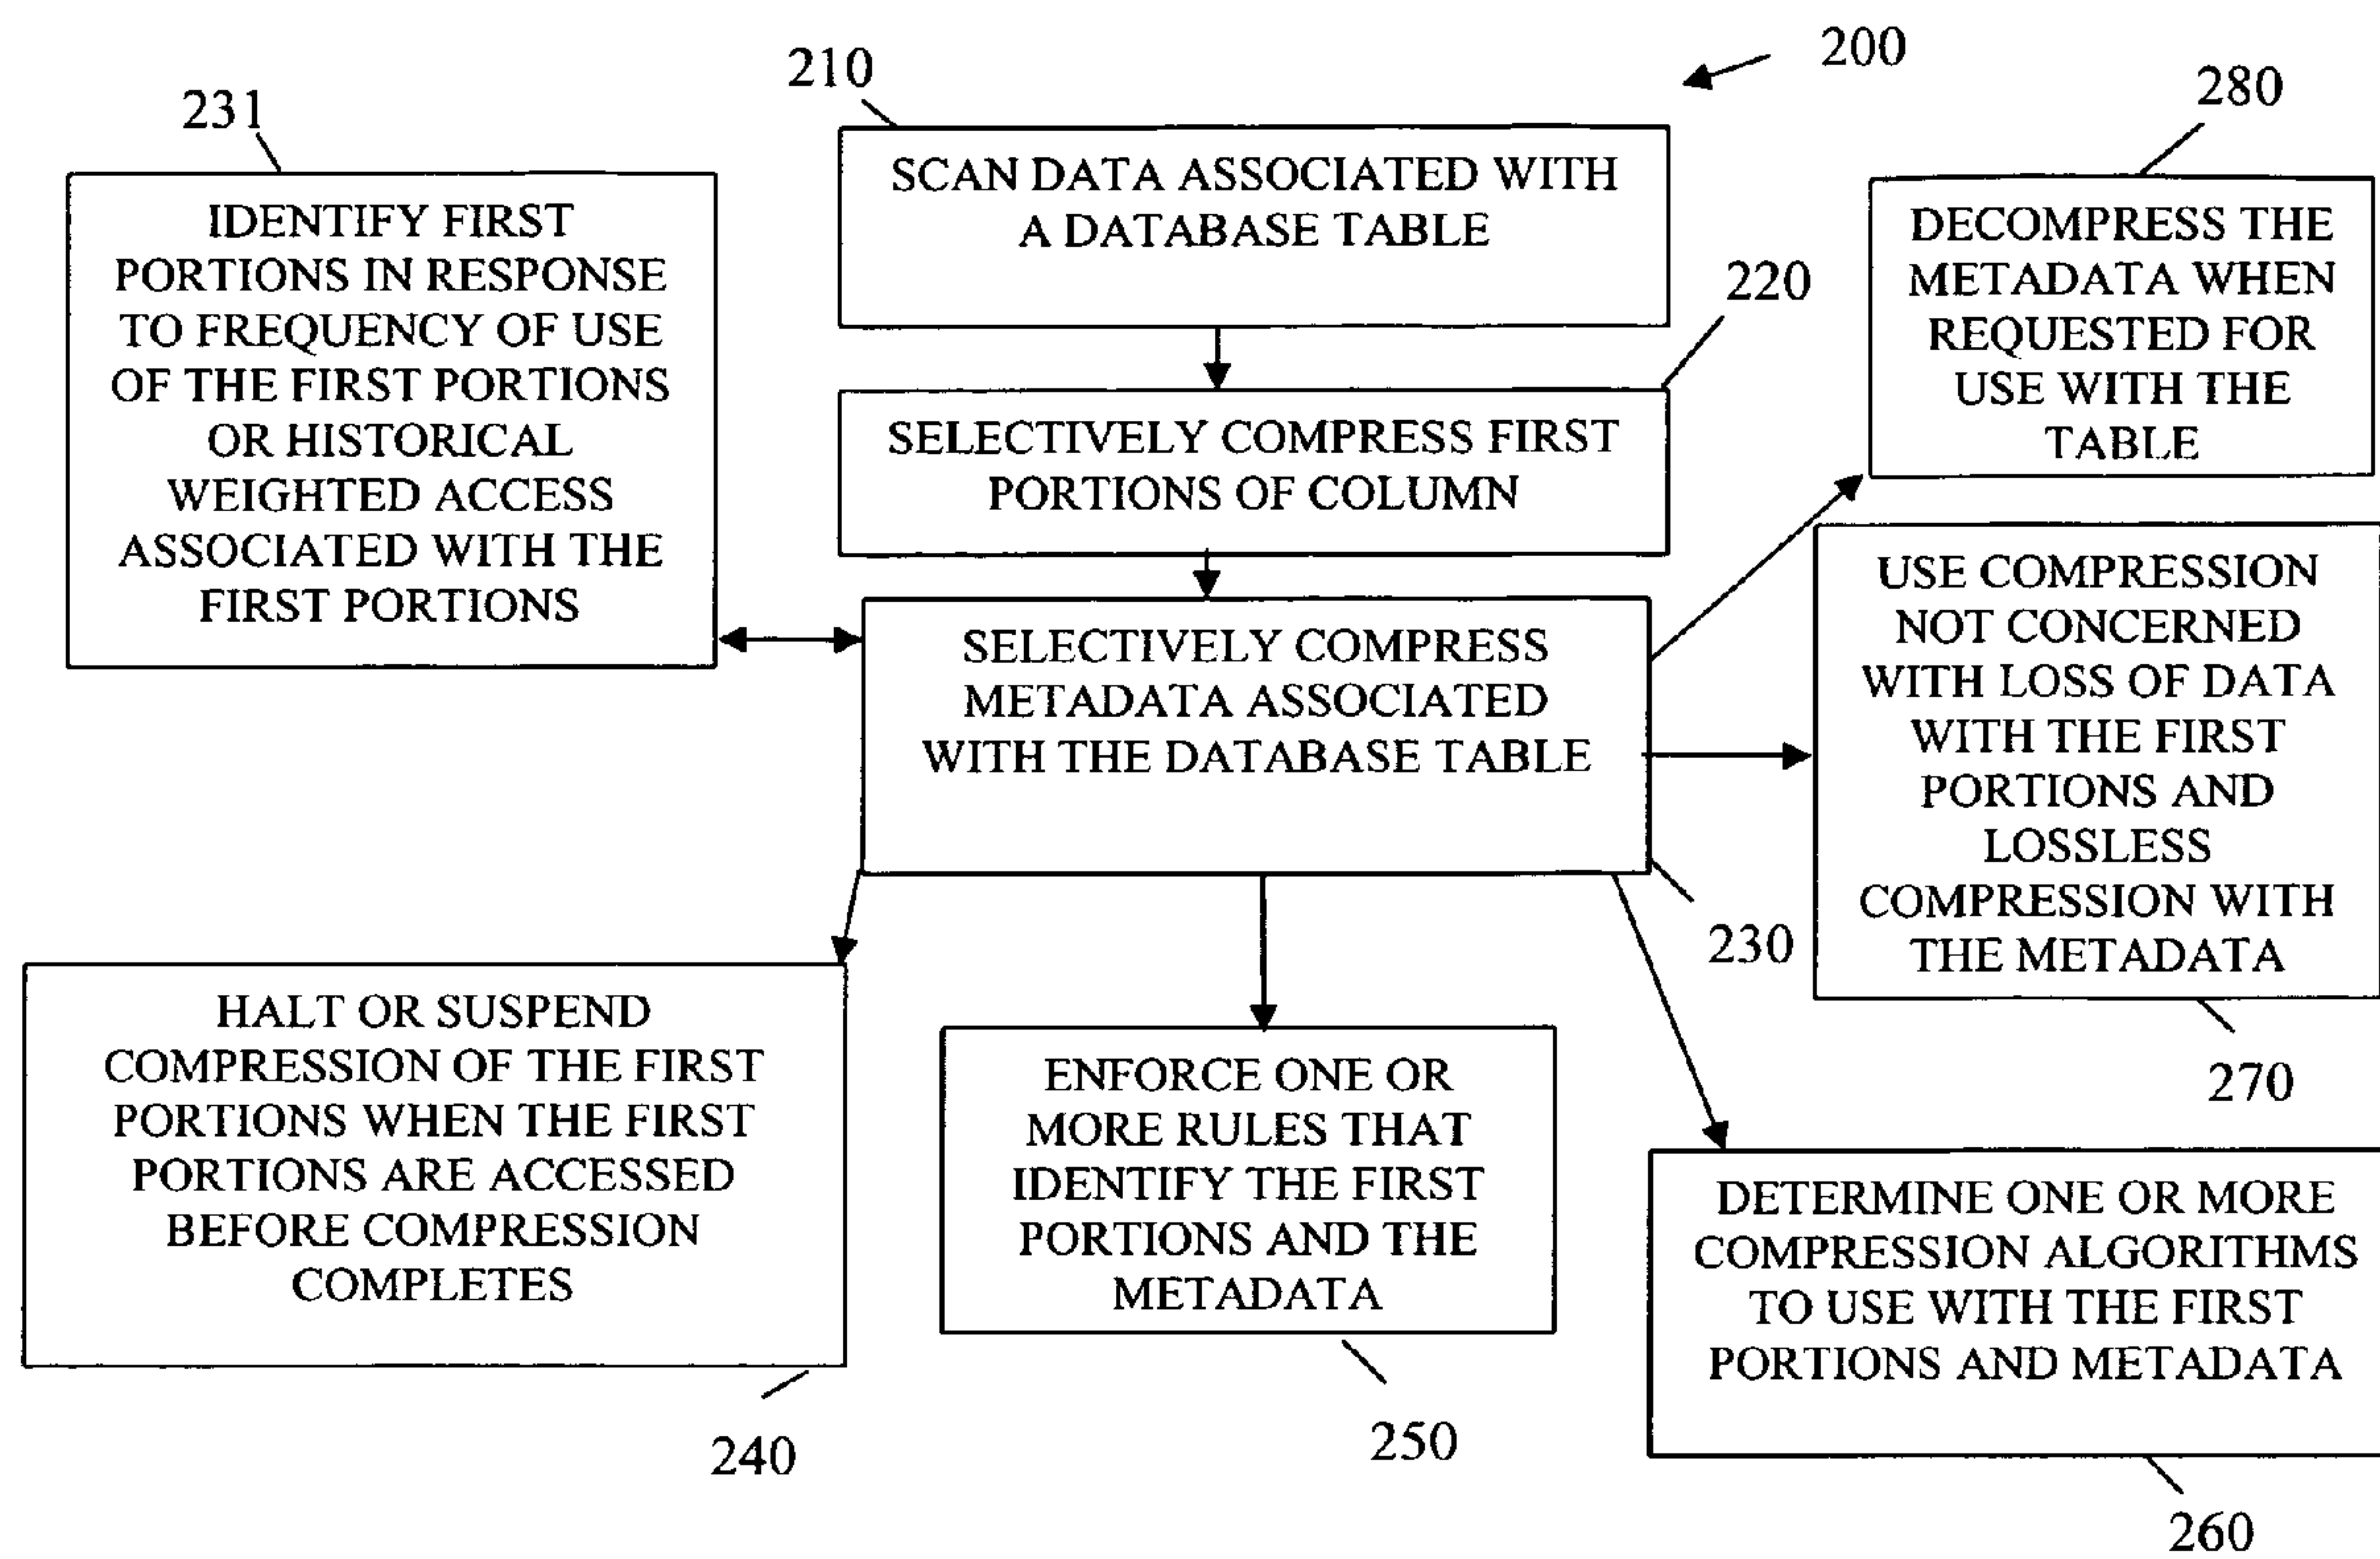 200
210
SCAN DATA ASSOCIATED WITH
A DATABASE TABLE
220
SELECTIVELY COMPRESS FIRST
PORTIONS OF COLUMN
231
IDENTIFY FIRST
PORTIONS IN RESPONSE
TO FREQUENCY OF USE
OF THE FIRST PORTIONS
OR HISTORICAL
WEIGHTED ACCESS
ASSOCIATED WITH THE
FIRST PORTIONS
SELECTIVELY COMPRESS
METADATA ASSOCIATED
WITH THE DATABASE TABLE
230
280
DECOMPRESS THE
METADATA WHEN
REQUESTED FOR
USE WITH THE
TABLE
USE COMPRESSION
NOT CONCERNED
WITH LOSS OF DATA
WITH THE FIRST
PORTIONS AND
LOSSLESS
COMPRESSION WITH
THE METADATA
270
HALT OR SUSPEND
COMPRESSION OF THE FIRST
PORTIONS WHEN THE FIRST
PORTIONS ARE ACCESSED
BEFORE COMPRESSION
COMPLETES
240
ENFORCE ONE OR
MORE RULES THAT
IDENTIFY THE FIRST
PORTIONS AND THE
METADATA
250
DETERMINE ONE OR MORE
COMPRESSION ALGORITHMS
TO USE WITH THE FIRST
PORTIONS AND METADATA
260